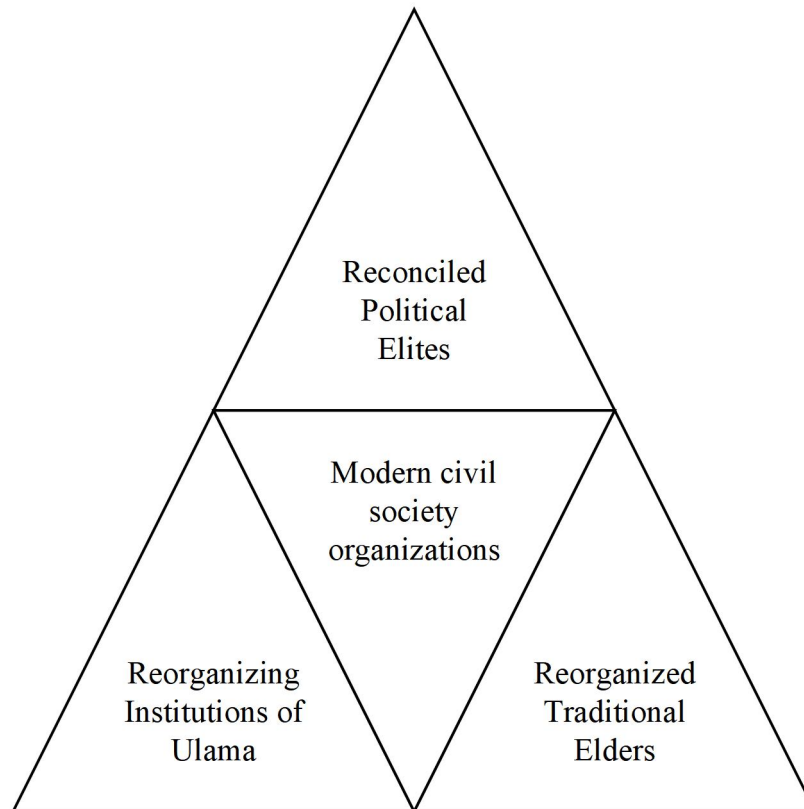 Reconciled
Political
Elites
Modern civil
society
organizations
Reorganizing
Institutions of
Ulama
Reorganized
Traditional
Elders